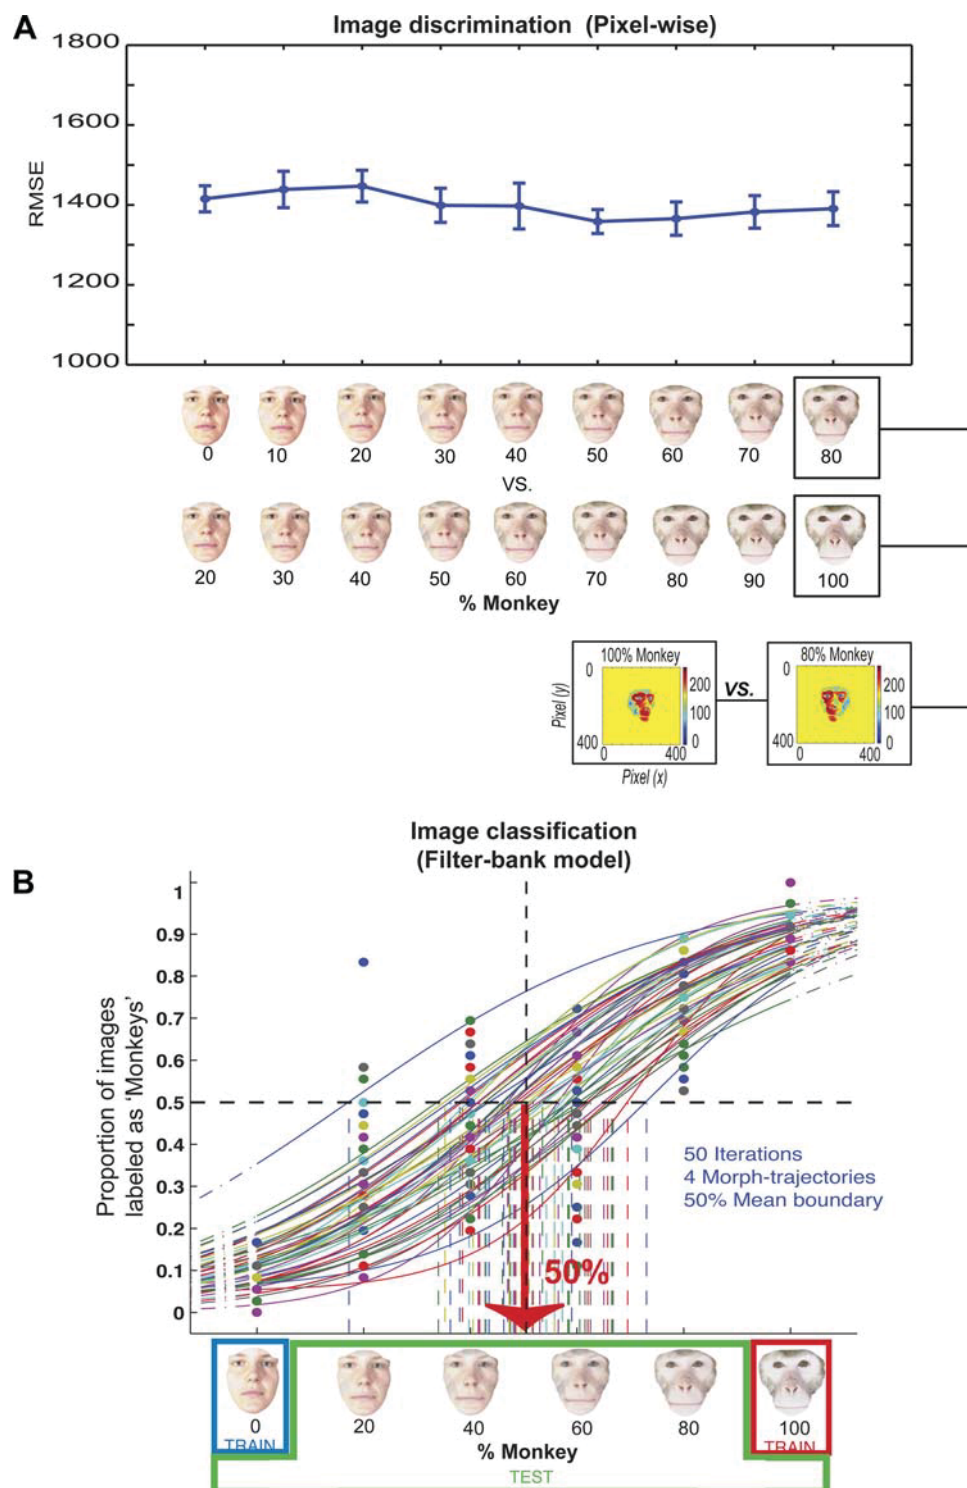 A
Image discrimination (Pixel-wise)
1800
1600
1400
1200
1000
RMSE
0 10 20 30 40 50 60 70 80
VS.
20 30 40 50 60 70 80 90 100
% Monkey
100% Monkey
0
400
0 400
200
100
0
Pixel (y)
Pixel (x)
VS.
80% Monkey
0
400
0 400
200
100
0
Image classification
(Filter-bank model)
B
1
0.9
0.8
0.7
0.6
0.5
0.4
0.3
0.2
0.1
0
Proportion of images
labeled as ‘Monkeys’
50 Iterations
4 Morph-trajectories
50% Mean boundary
50%
0 20 40 60 80 100
TRAIN TRAIN
% Monkey
TEST